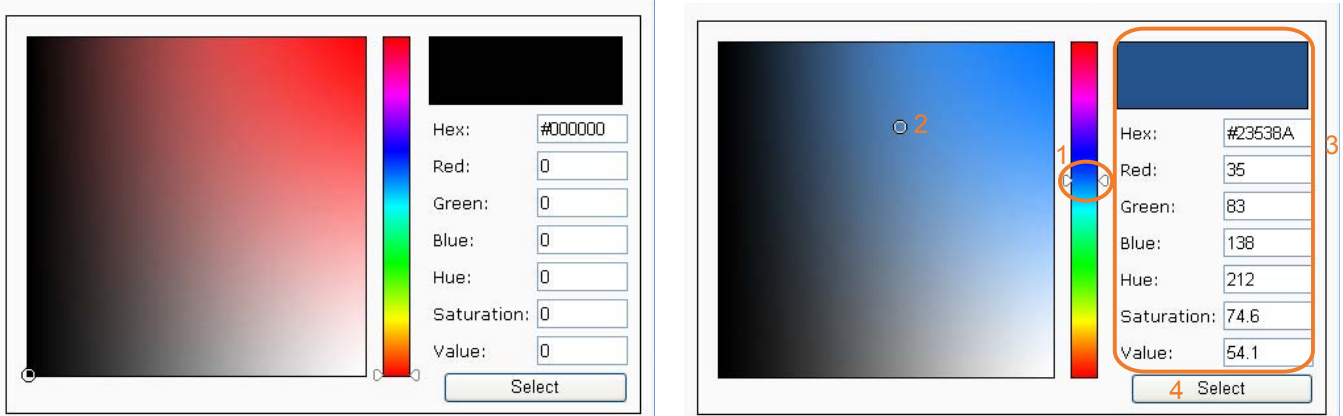 Hex: #000000
Red: 0
Green: 0
Blue: 0
Hue: 0
Saturation: 0
Value: 0
Select
2
1
3
Hex: #23538A
Red: 35
Green: 83
Blue: 138
Hue: 212
Saturation: 74.6
Value: 54.1
4 Select